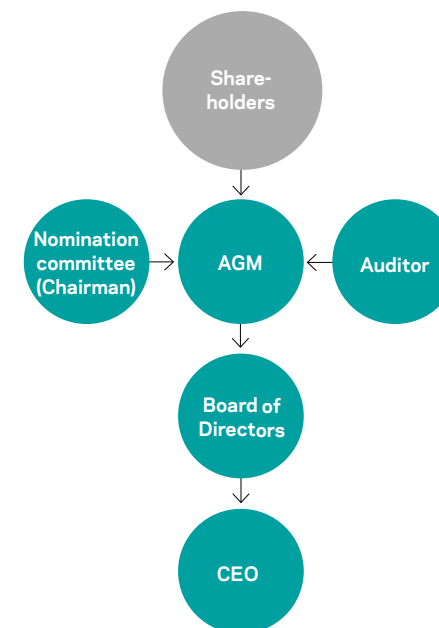 Share-
holders
Nomination
committee
(Chairman)
AGM
Auditor
Board of
Directors
CEO